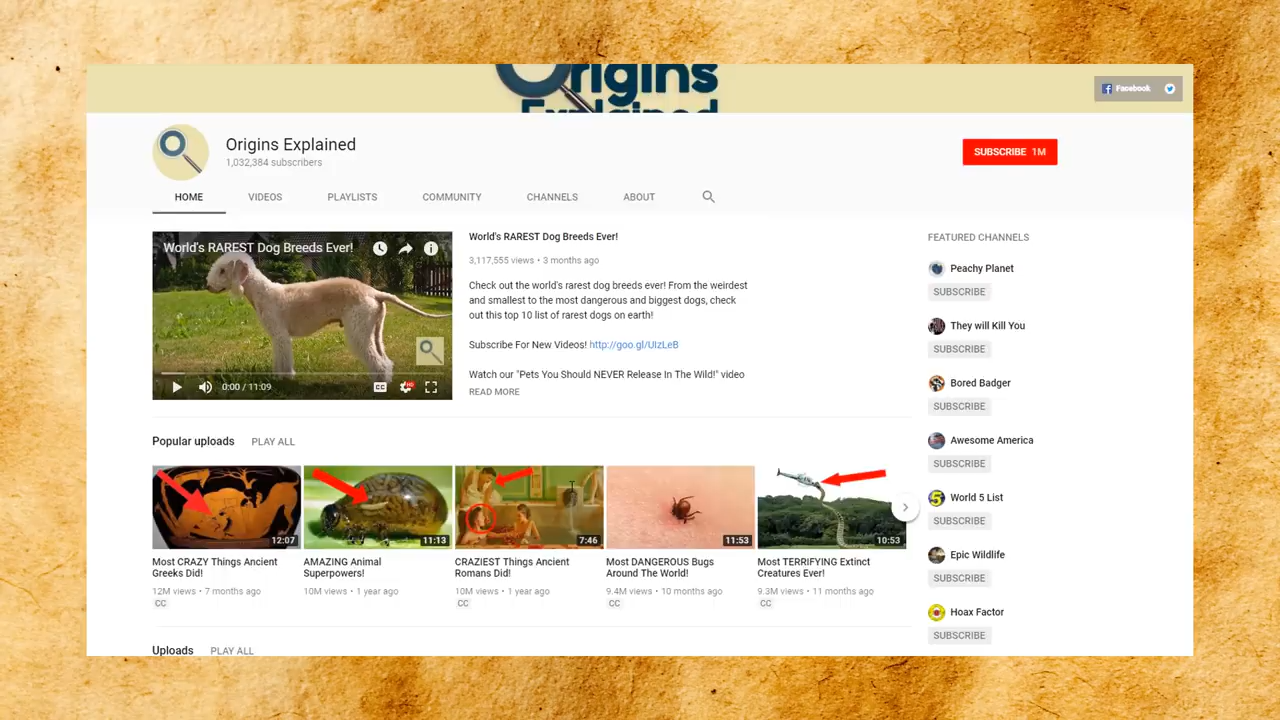 Origins
Explained
Facebook
Origins Explained
1,032,384 subscribers
SUBSCRIBE 1M
HOME VIDEOS PLAYLISTS COMMUNITY CHANNELS ABOUT
World's RAREST Dog Breeds Ever!
0:00 / 11:09
CC
HD
World's RAREST Dog Breeds Ever!
3,117,555 views • 3 months ago
Check out the world's rarest dog breeds ever! From the weirdest
and smallest to the most dangerous and biggest dogs, check
out this top 10 list of rarest dogs on earth!
Subscribe For New Videos! http://goo.gl/UIzLeB
Watch our "Pets You Should NEVER Release In The Wild!" video
READ MORE
Popular uploads PLAY ALL
12:07
Most CRAZY Things Ancient
Greeks Did!
12M views • 7 months ago
CC
11:13
AMAZING Animal
Superpowers!
10M views • 1 year ago
7:46
CRAZIEST Things Ancient
Romans Did!
10M views • 1 year ago
CC
11:53
Most DANGEROUS Bugs
Around The World!
9.4M views • 10 months ago
CC
10:53
Most TERRIFYING Extinct
Creatures Ever!
9.3M views • 11 months ago
CC
Uploads PLAY ALL
FEATURED CHANNELS
Peachy Planet
SUBSCRIBE
They will Kill You
SUBSCRIBE
Bored Badger
SUBSCRIBE
Awesome America
SUBSCRIBE
5
World 5 List
SUBSCRIBE
Epic Wildlife
SUBSCRIBE
Hoax Factor
SUBSCRIBE